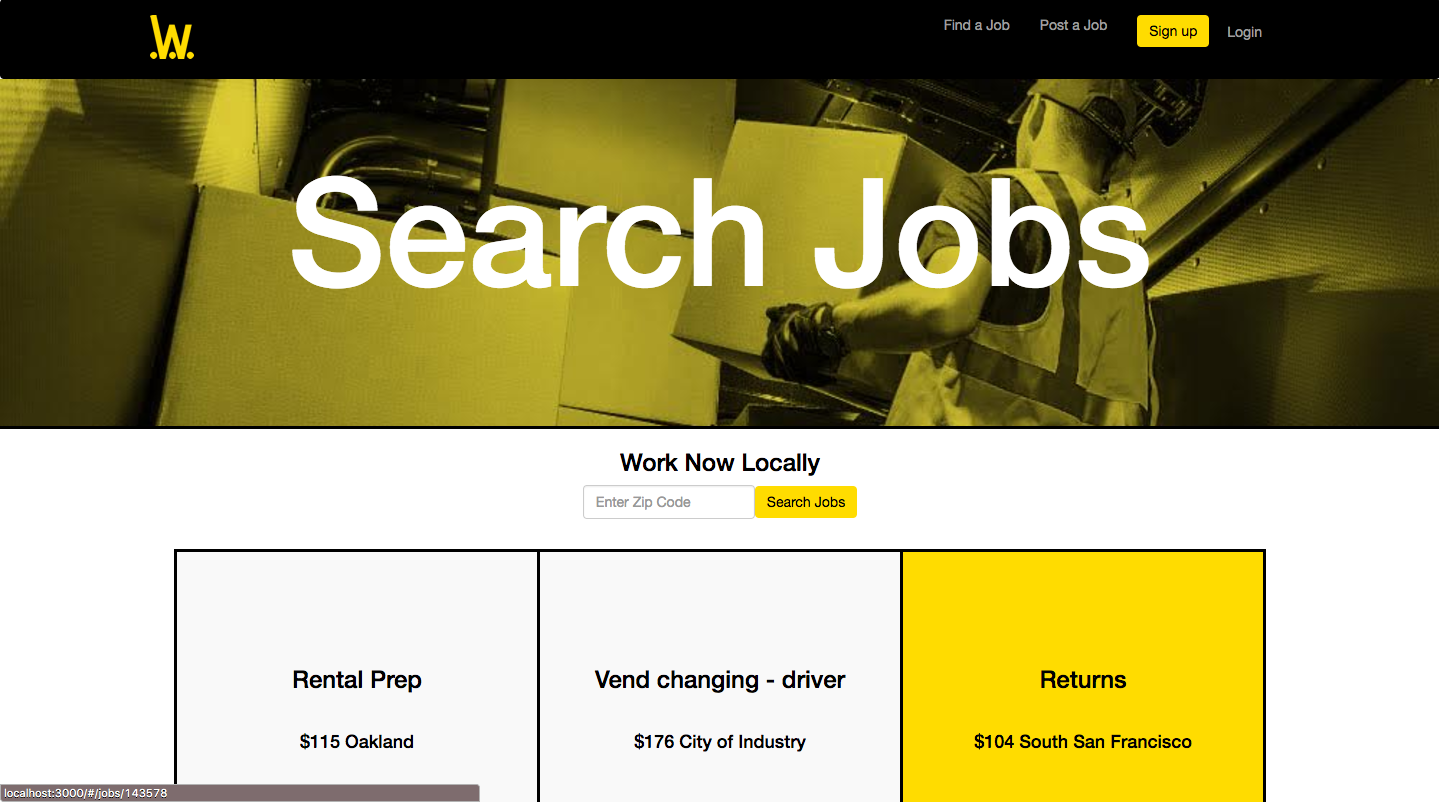 W.
Find a Job
Post a Job
Sign up
Login
Search Jobs
Work Now Locally
Enter Zip Code
Search Jobs
Rental Prep
$115 Oakland
Vend changing - driver
$176 City of Industry
Returns
$104 South San Francisco
localhost:3000/#/jobs/143578